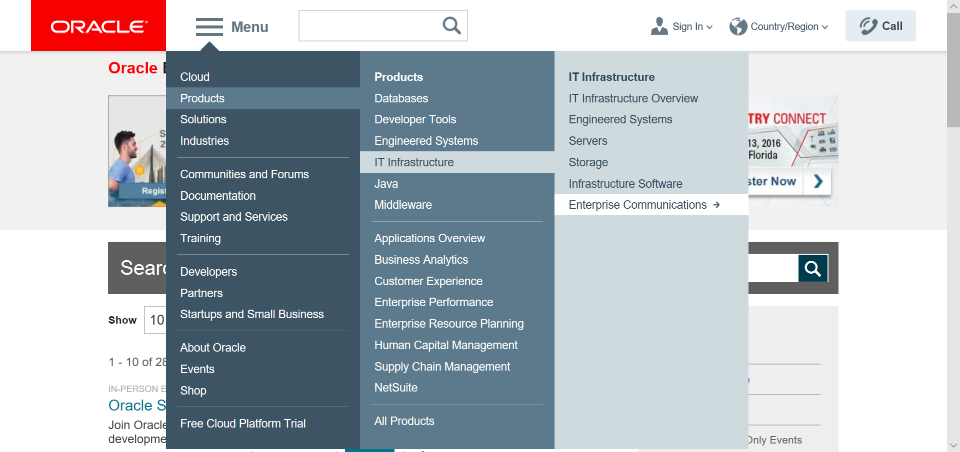 ORACLE
Menu
Sign In
Country/Region
Call
Oracle
Cloud
Products
Solutions
Industries
Communities and Forums
Documentation
Support and Services
Training
Developers
Partners
Startups and Small Business
About Oracle
Events
Shop
Free Cloud Platform Trial
Products
Databases
Developer Tools
Engineered Systems
IT Infrastructure
Java
Middleware
Applications Overview
Business Analytics
Customer Experience
Enterprise Performance
Enterprise Resource Planning
Human Capital Management
Supply Chain Management
NetSuite
All Products
IT Infrastructure
IT Infrastructure Overview
Engineered Systems
Servers
Storage
Infrastructure Software
Enterprise Communications →
TRY CONNECT
13, 2016
Florida
ster Now
Regist
Sear
Show 10
1 - 10 of 28
IN-PERSON E
Oracle S
Join Oracle
developme
Only Events